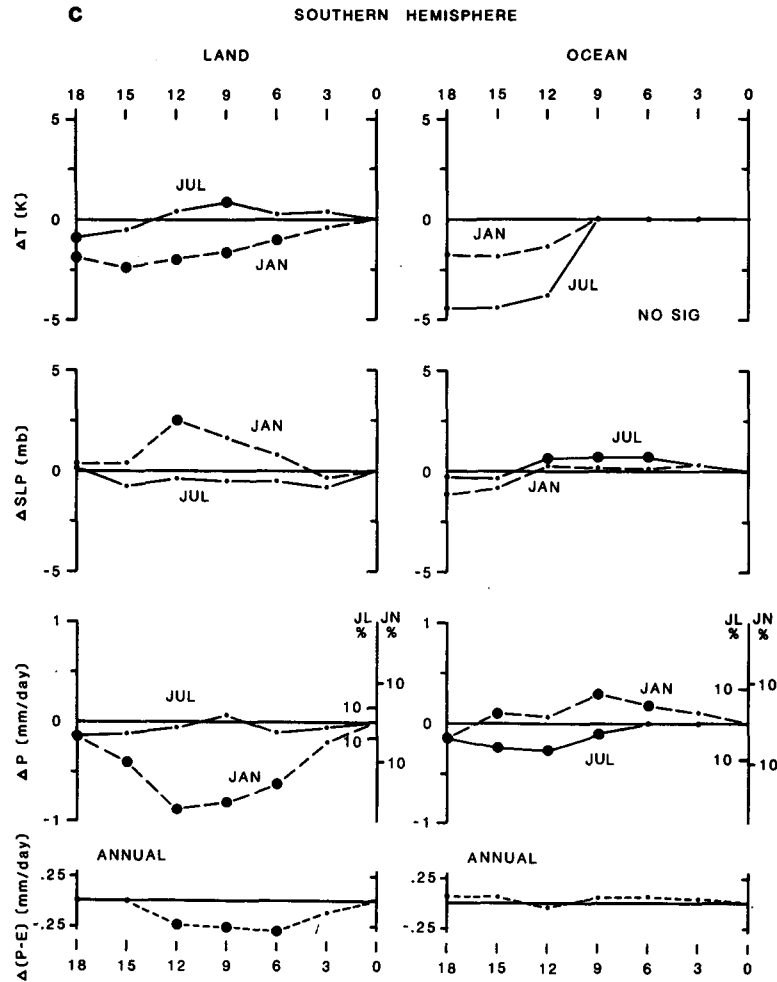 C SOUTHERN HEMISPHERE
LAND OCEAN
18 15 12 9 6 3 0 18 15 12 9 6 3 0
ΔT (K)
5
0
-5
JUL
JAN
5
0
-5
JAN
JUL
NO SIG
ΔSLP (mb)
5
0
-5
JAN
JUL
5
0
-5
JUL
JAN
ΔP (mm/day)
1
0
-1
JUL
JAN
JL JN
% %
10
10
10
10
1
0
-1
JAN
JUL
JL JN
% %
10
10
10
10
Δ(P-E) (mm/day)
ANNUAL
.25
-.25
ANNUAL
.25
-.25
18 15 12 9 6 3 0 18 15 12 9 6 3 0